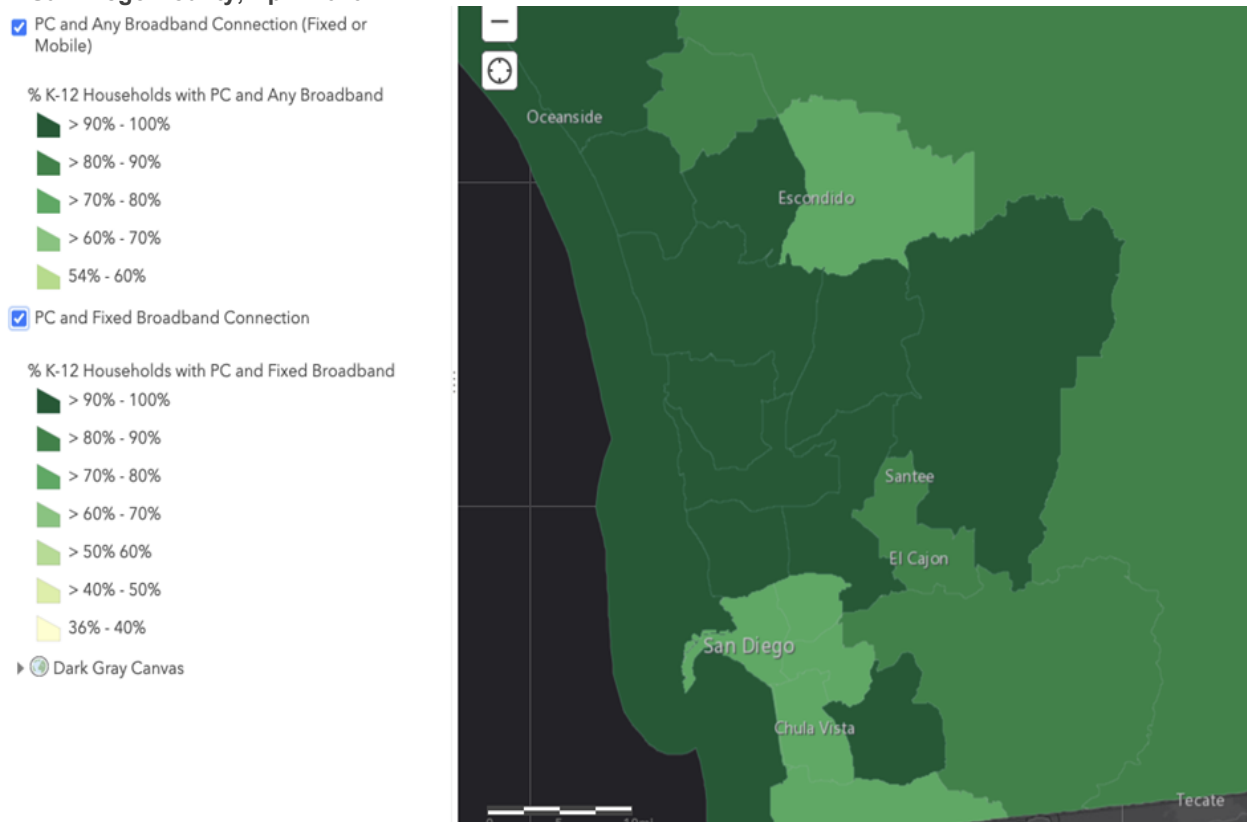 PC and Any Broadband Connection (Fixed or
Mobile)
% K-12 Households with PC and Any Broadband
> 90% - 100%
> 80% - 90%
> 70% - 80%
> 60% - 70%
54% - 60%
PC and Fixed Broadband Connection
% K-12 Households with PC and Fixed Broadband
> 90% - 100%
> 80% - 90%
> 70% - 80%
> 60% - 70%
> 50% 60%
> 40% - 50%
36% - 40%
Dark Gray Canvas
Oceanside
Escondido
Santee
El Cajon
San Diego
Chula Vista
Tecate